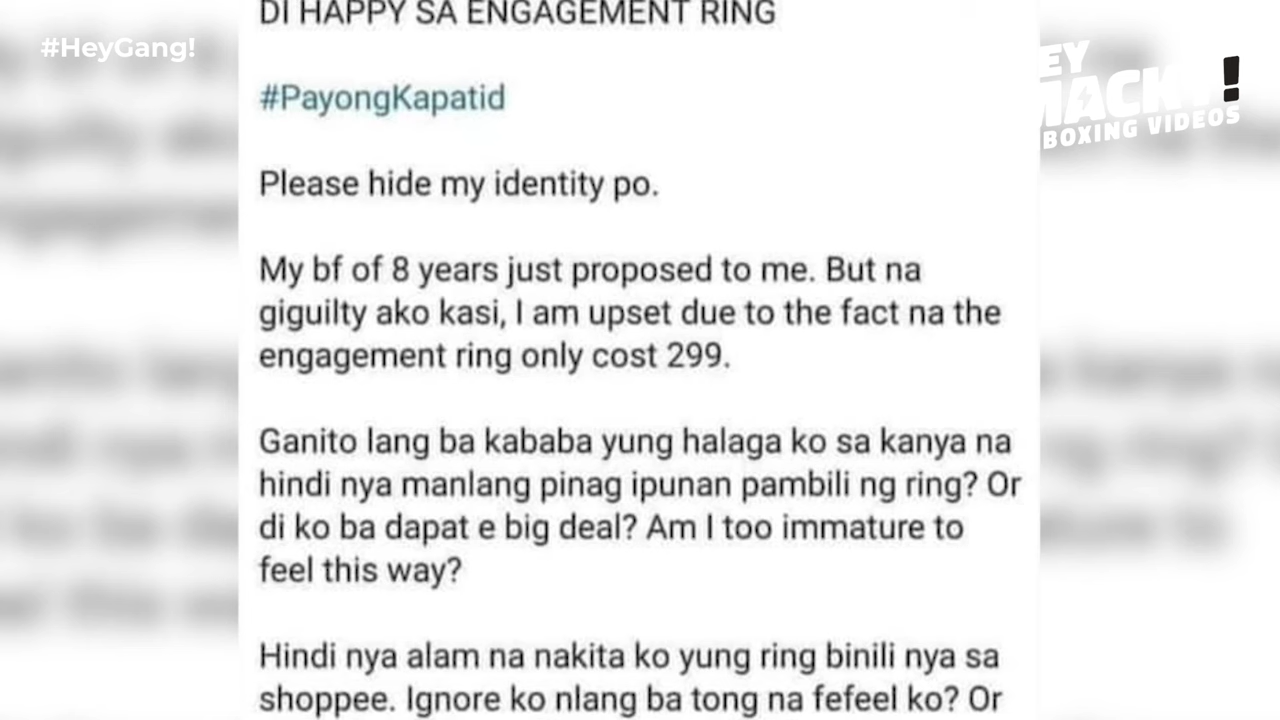 DI HAPPY SA ENGAGEMENT RING
#HeyGang!
EY
MACKY!
BOXING VIDEOS
#PayongKapatid
Please hide my identity po.
My bf of 8 years just proposed to me. But na
giguilty ako kasi, I am upset due to the fact na the
engagement ring only cost 299.
Ganito lang ba kababa yung halaga ko sa kanya na
hindi nya manlang pinag ipunan pambili ng ring? Or
di ko ba dapat e big deal? Am I too immature to
feel this way?
Hindi nya alam na nakita ko yung ring binili nya sa
shoppee. Ignore ko nlang ba tong na fefeel ko? Or